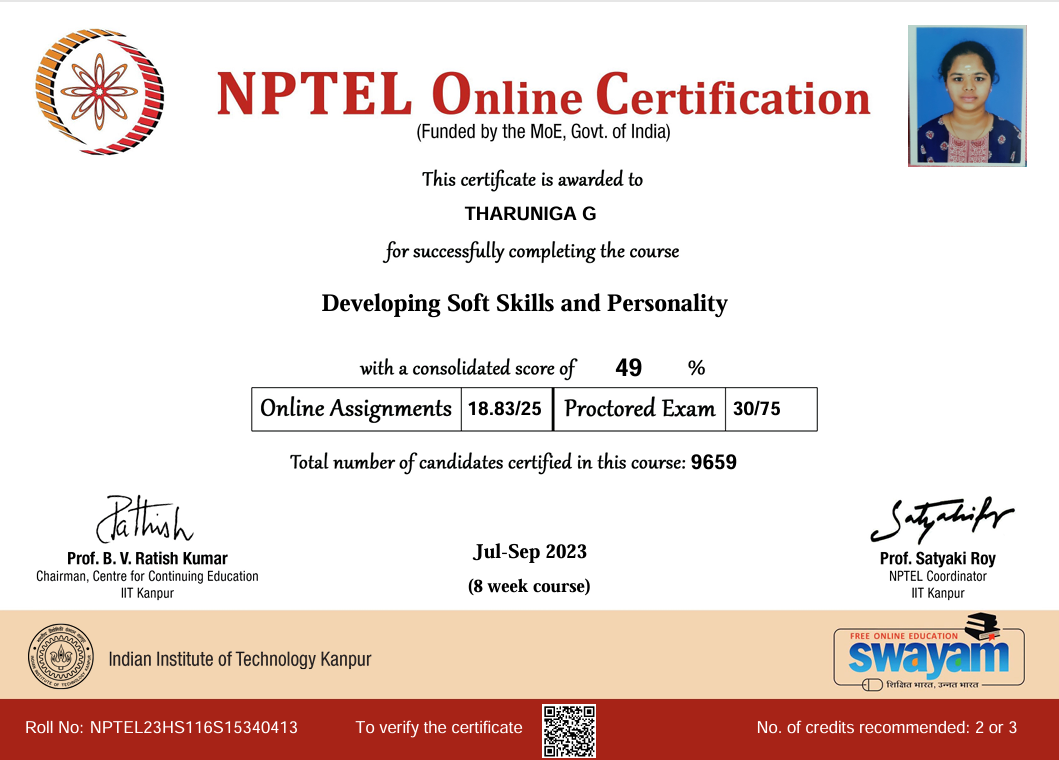 NPTEL Online Certification
(Funded by the MoE, Govt. of India)
This certificate is awarded to
THARUNIGA G
for successfully completing the course
Developing Soft Skills and Personality
with a consolidated score of 49 %
Online Assignments 18.83/25 Proctored Exam 30/75
Total number of candidates certified in this course: 9659
Prof. B. V. Ratish Kumar
Chairman, Centre for Continuing Education
IIT Kanpur
Jul-Sep 2023
(8 week course)
Prof. Satyaki Roy
NPTEL Coordinator
IIT Kanpur
Indian Institute of Technology Kanpur
FREE ONLINE EDUCATION
swayam
शिक्षित भारत, उन्नत भारत
Roll No: NPTEL23HS116S15340413
To verify the certificate
No. of credits recommended: 2 or 3